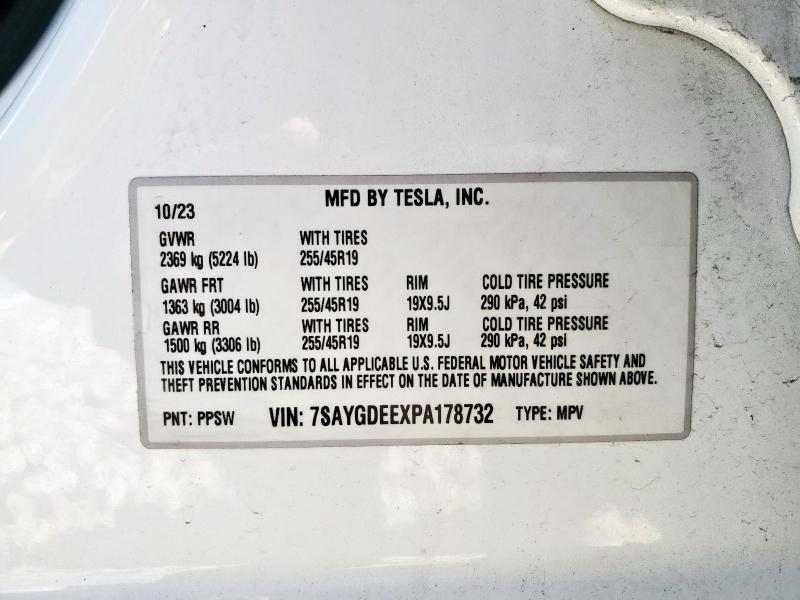 MFD BY TESLA, INC.
10/23
GVWR WITH TIRES
2369 kg (5224 lb) 255/45R19
GAWR FRT WITH TIRES RIM COLD TIRE PRESSURE
1363 kg (3004 lb) 255/45R19 19X9.5J 290 kPa, 42 psi
GAWR RR WITH TIRES RIM COLD TIRE PRESSURE
1500 kg (3306 lb) 255/45R19 19X9.5J 290 kPa, 42 psi
THIS VEHICLE CONFORMS TO ALL APPLICABLE U.S. FEDERAL MOTOR VEHICLE SAFETY AND
THEFT PREVENTION STANDARDS IN EFFECT ON THE DATE OF MANUFACTURE SHOWN ABOVE.
PNT: PPSW VIN: 7SAYGDEEXPA178732 TYPE: MPV